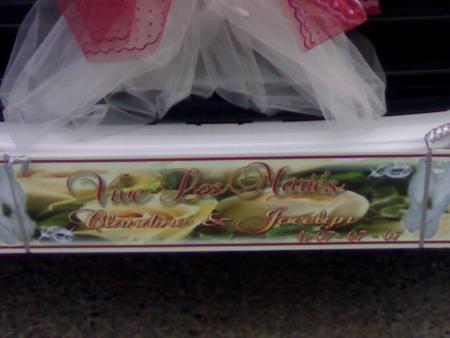 Vive Les Mariés
Claudine & Jocelyn
le 07 - 07 - 07